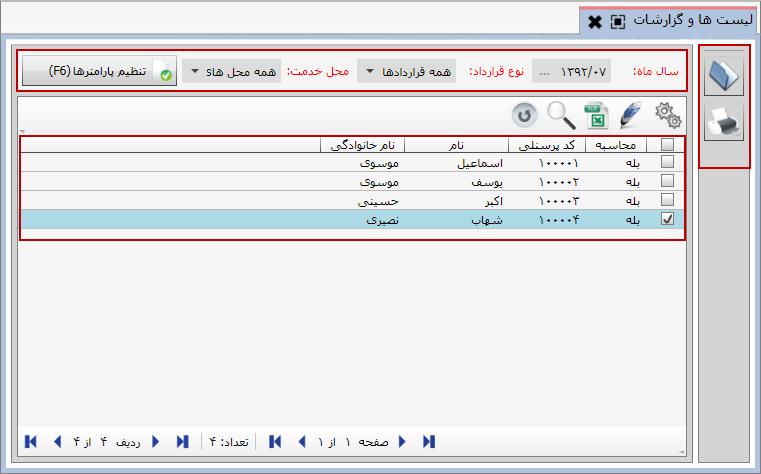 لیست ها و گزارشات
سال ماه: ۱۳۹۲/۰۷ ... نوع قرارداد: همه قراردادها محل خدمت: همه محل های تنظیم پارامترها (F6)
محاسبه کد پرسنلی نام نام خانوادگی
بله ۱۰۰۰۰۱ اسماعیل موسوی
بله ۱۰۰۰۰۲ یوسف موسوی
بله ۱۰۰۰۰۳ اکبر حسینی
بله ۱۰۰۰۰۴ شهاب نصیری
صفحه ۱ از ۱ تعداد: ۴ ردیف ۴ از ۴